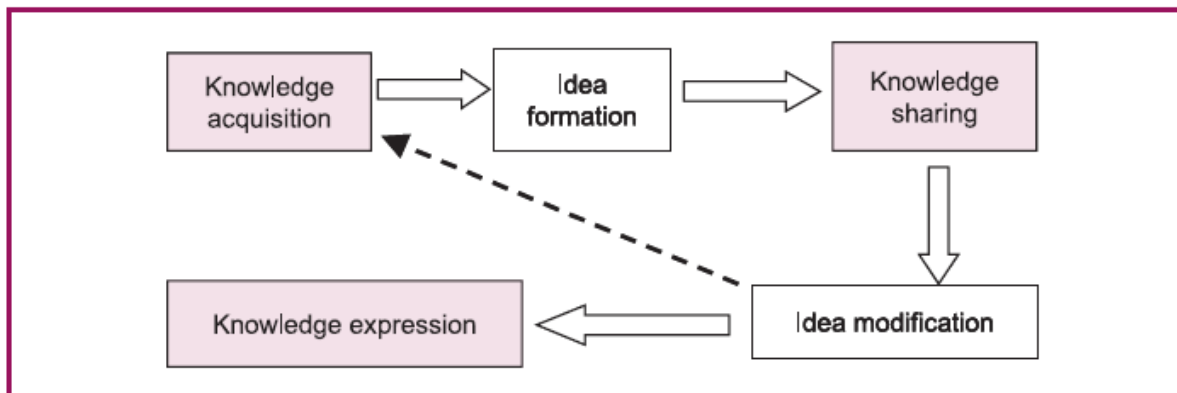 Knowledge
acquisition
Idea
formation
Knowledge
sharing
Idea modification
Knowledge expression